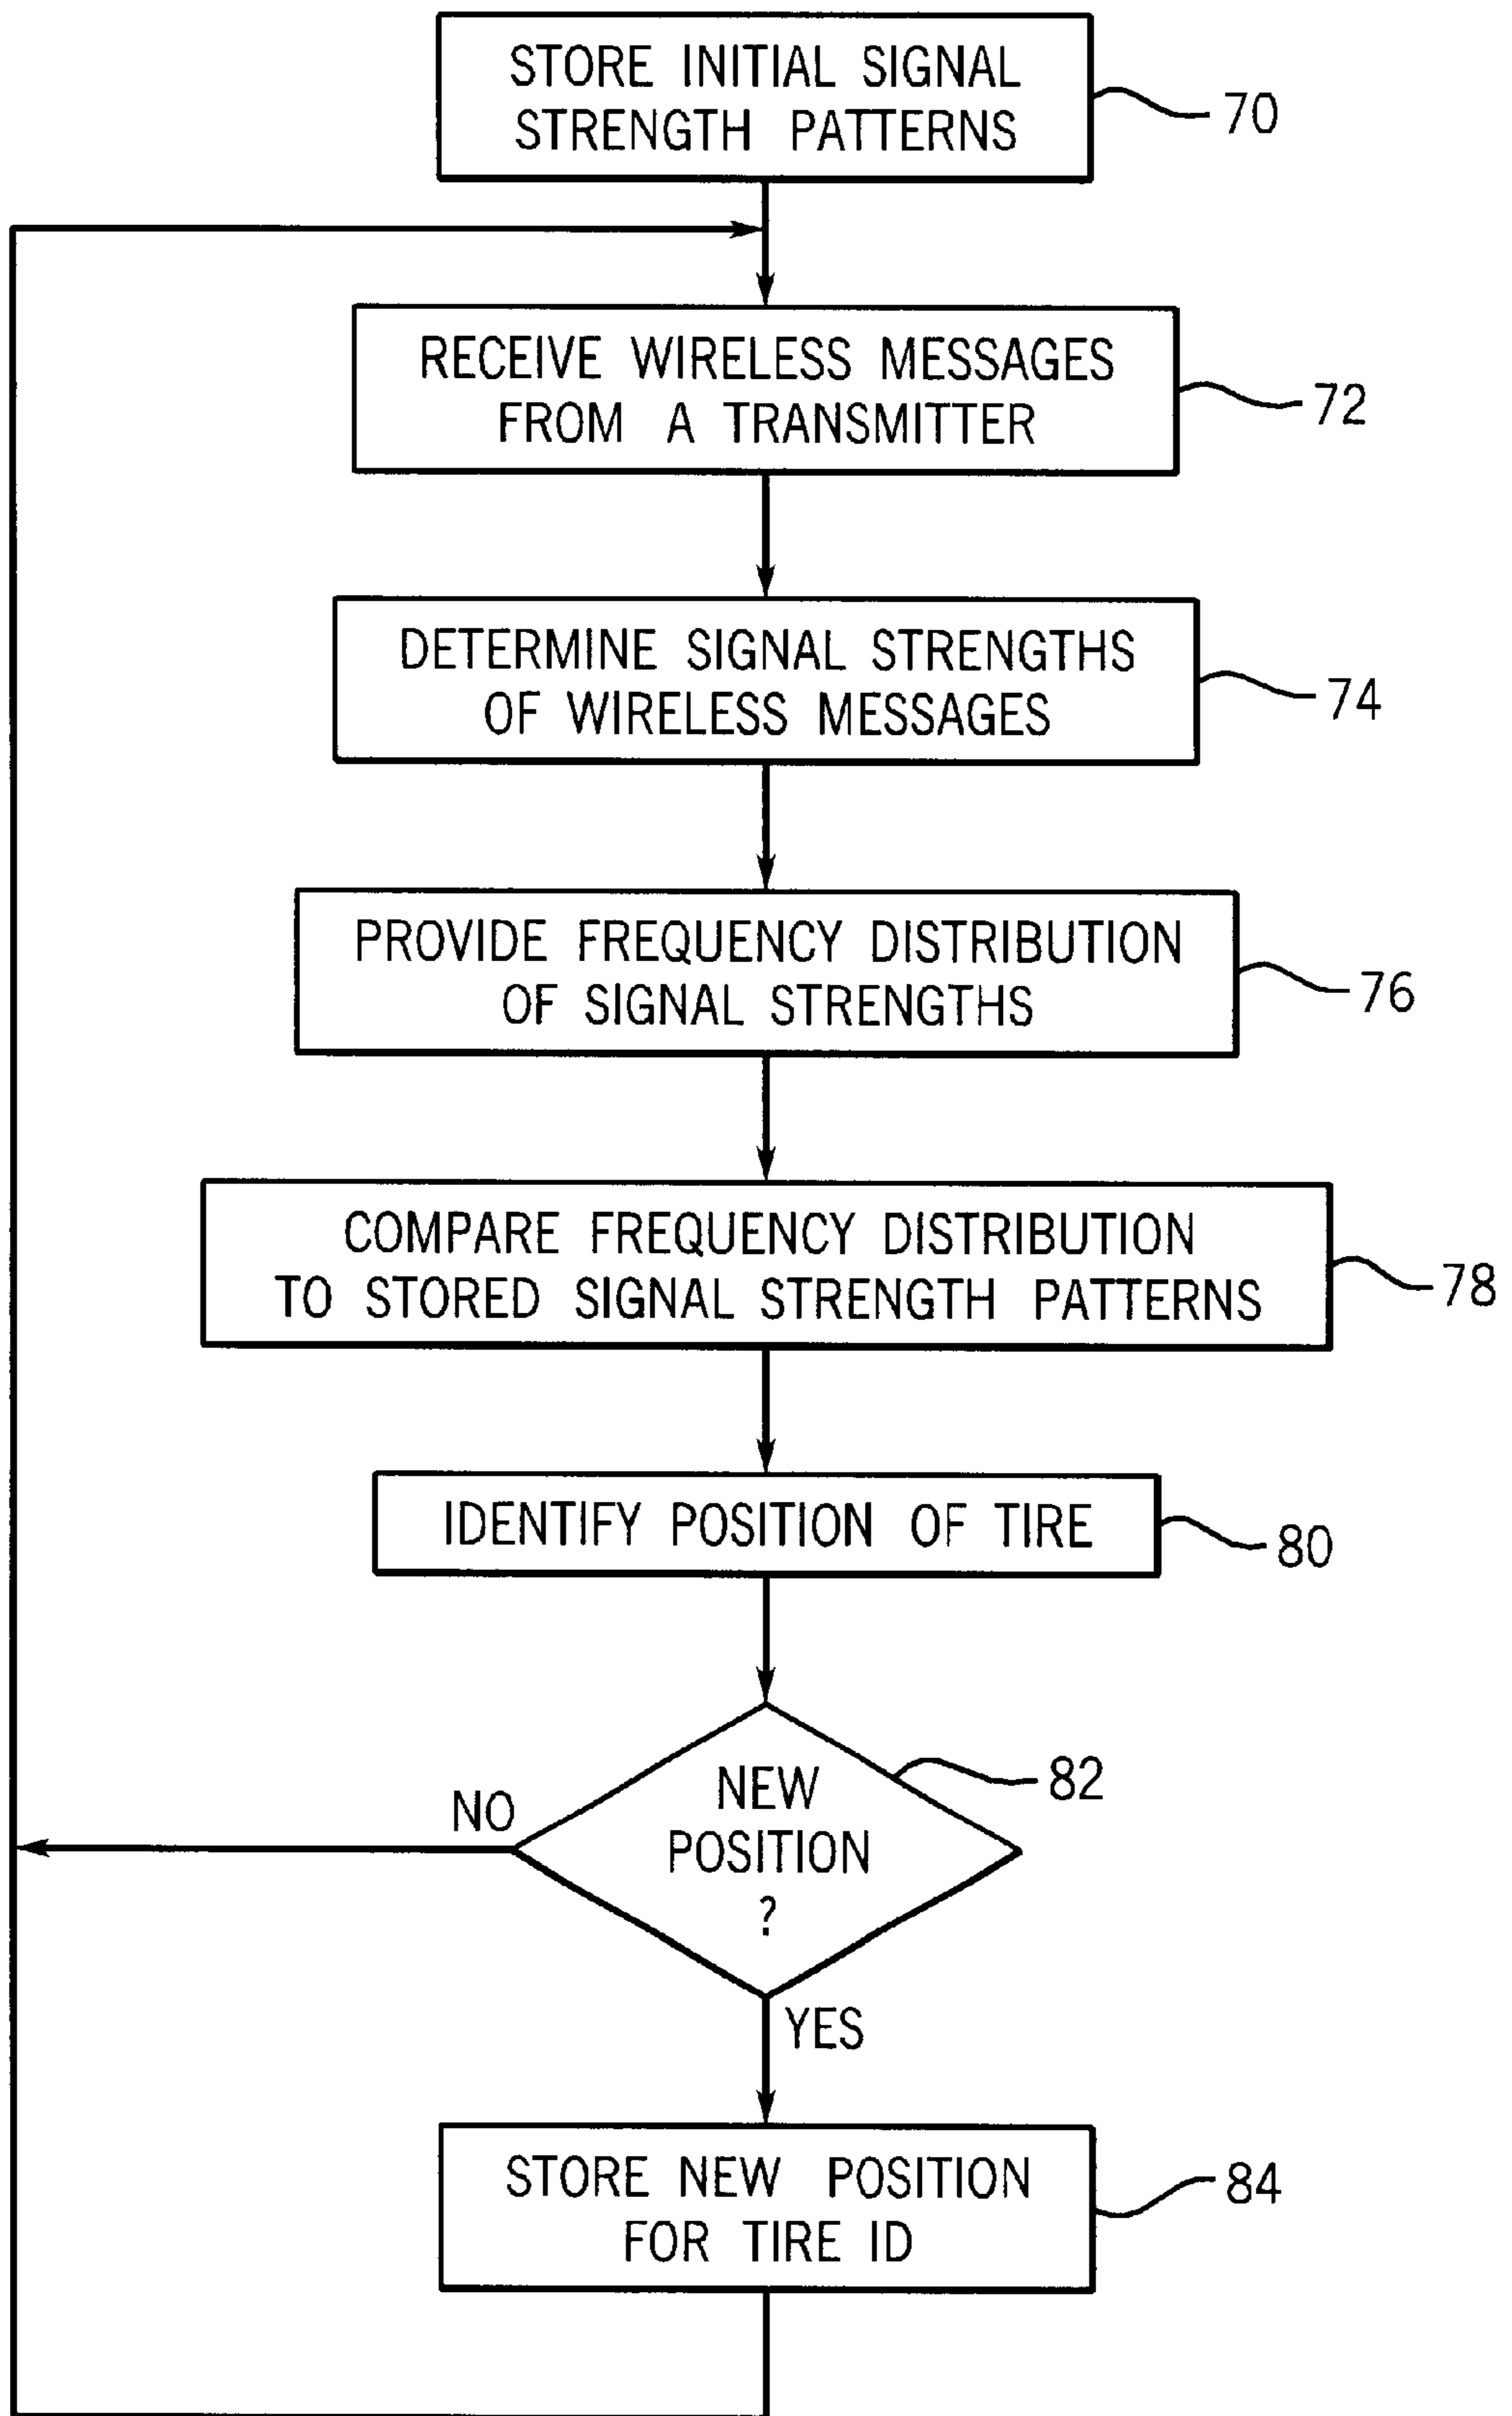 STORE INITIAL SIGNAL
STRENGTH PATTERNS
70
RECEIVE WIRELESS MESSAGES
FROM A TRANSMITTER
72
DETERMINE SIGNAL STRENGTHS
OF WIRELESS MESSAGES
74
PROVIDE FREQUENCY DISTRIBUTION
OF SIGNAL STRENGTHS
76
COMPARE FREQUENCY DISTRIBUTION
TO STORED SIGNAL STRENGTH PATTERNS
78
IDENTIFY POSITION OF TIRE
80
NEW
POSITION
?
82
NO
YES
STORE NEW POSITION
FOR TIRE ID
84